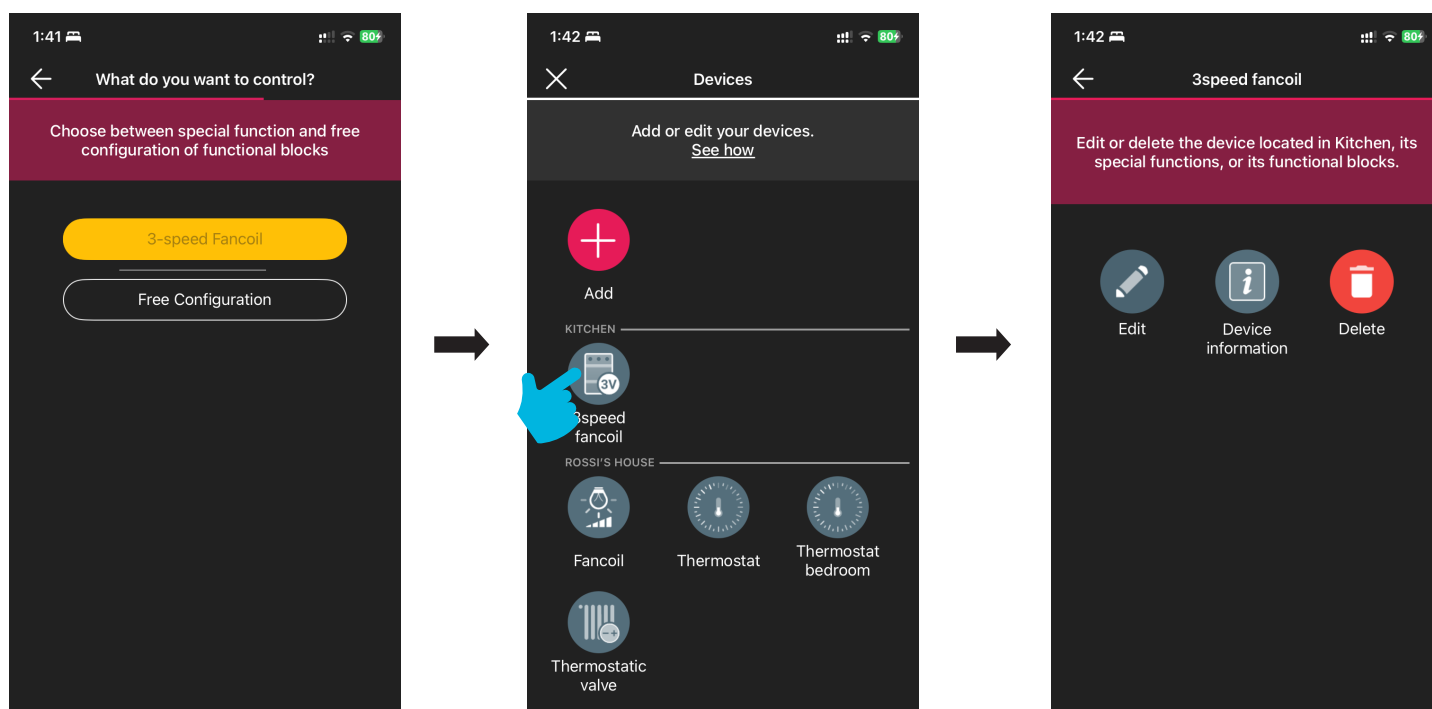 1:41
80
What do you want to control?
Choose between special function and free
configuration of functional blocks
3-speed Fancoil
Free Configuration
1:42
80
Devices
Add or edit your devices.
See how
Add
KITCHEN
3V
3speed
fancoil
ROSSI'S HOUSE
Fancoil
Thermostat
Thermostat
bedroom
Thermostatic
valve
1:42
80
3speed fancoil
Edit or delete the device located in Kitchen, its
special functions, or its functional blocks.
Edit
Device
information
Delete